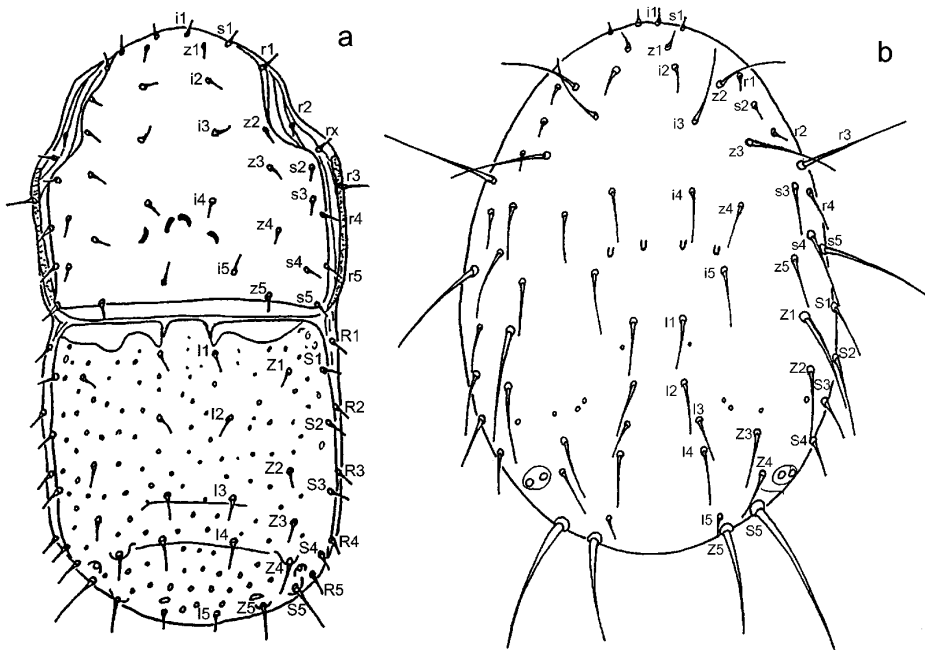 a
i1
s1
z1
r1
i2
r2
i3
z2
rx
z3
s2
r3
s3
i4
r4
z4
s4
i5
r5
z5
s5
R1
I1
Z1
S1
R2
I2
S2
Z2
R3
I3
S3
Z3
I4
R4
S4
Z4
R5
I5
Z5
S5
b
i1
s1
z1
i2
z2
r1
s2
i3
r2
r3
z3
i4
s3
z4
r4
s4
s5
i5
z5
S1
I1
Z1
S2
I2
Z2
S3
I3
Z3
S4
I4
Z4
I5
Z5
S5